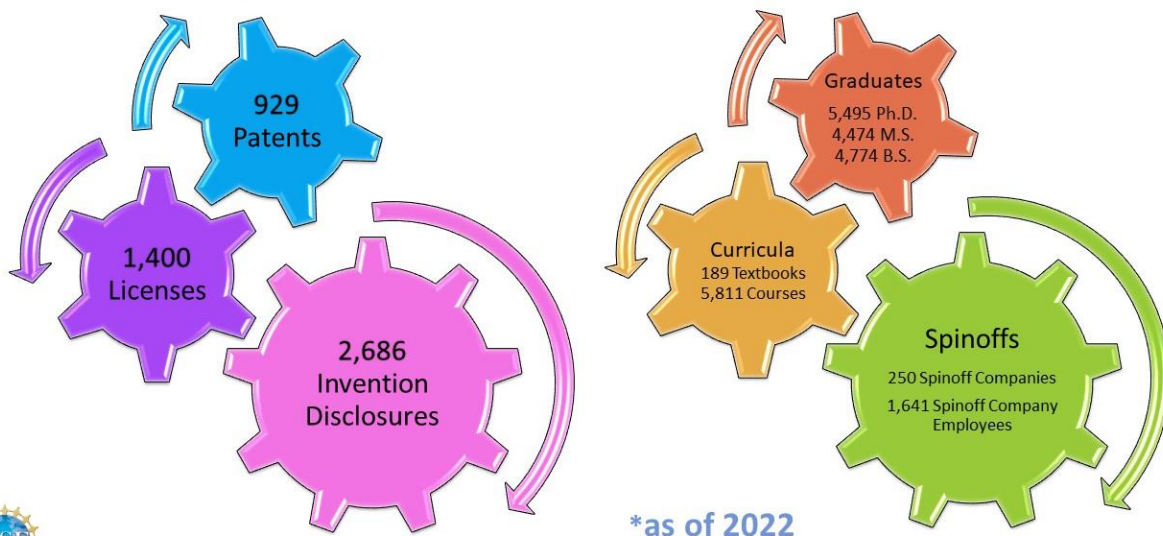 929
Patents
1,400
Licenses
2,686
Invention
Disclosures
Graduates
5,495 Ph.D.
4,474 M.S.
4,774 B.S.
Curricula
189 Textbooks
5,811 Courses
Spinoffs
250 Spinoff Companies
1,641 Spinoff Company
Employees
*as of 2022